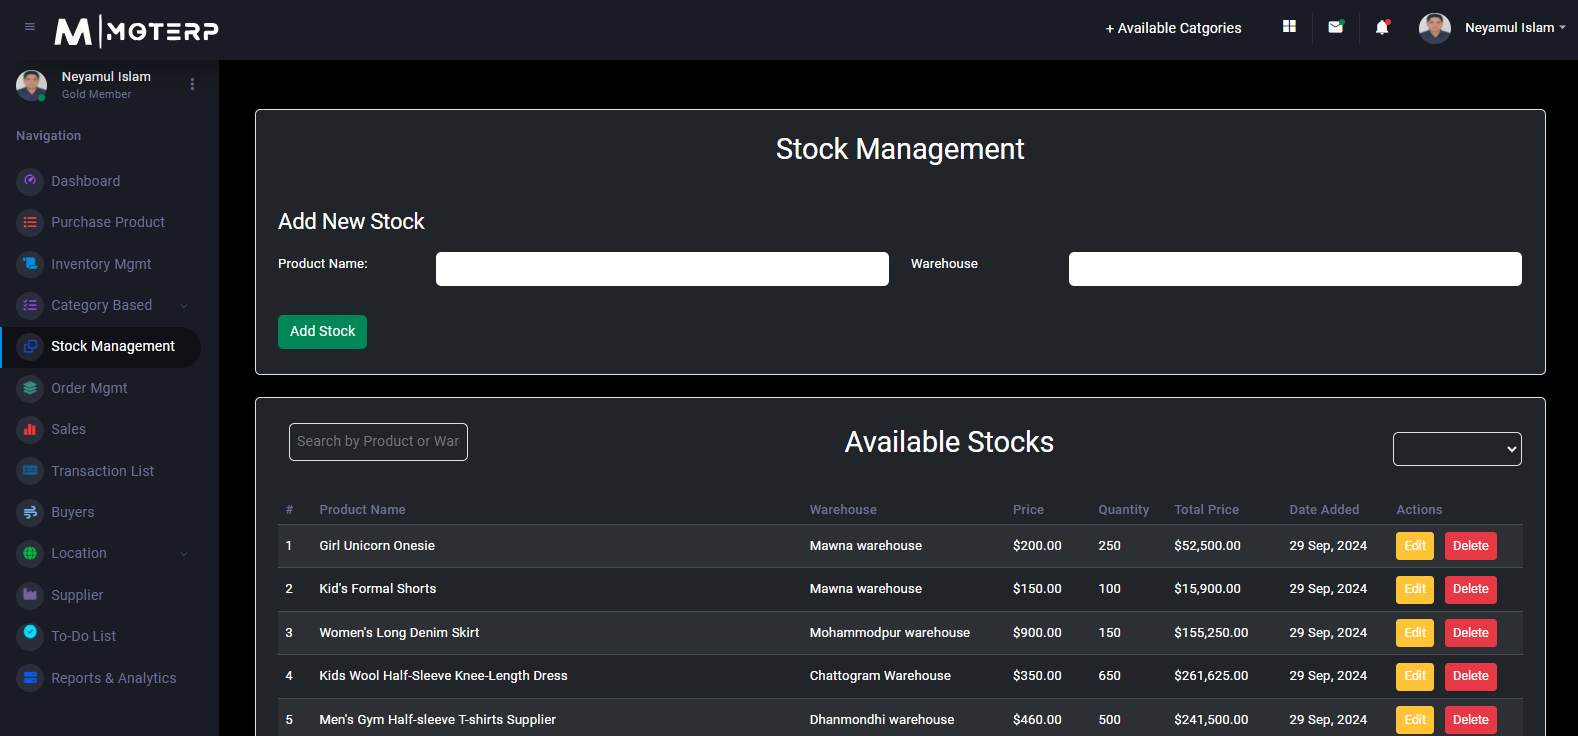 M|MGTERP
+ Available Catgories
Neyamul Islam
Neyamul Islam
Gold Member
Navigation
Dashboard
Purchase Product
Inventory Mgmt
Category Based
Stock Management
Order Mgmt
Sales
Transaction List
Buyers
Location
Supplier
To-Do List
Reports & Analytics
Stock Management
Add New Stock
Product Name:
Warehouse
Add Stock
Search by Product or War
Available Stocks
# Product Name Warehouse Price Quantity Total Price Date Added Actions
1 Girl Unicorn Onesie Mawna warehouse $200.00 250 $52,500.00 29 Sep, 2024 Edit Delete
2 Kid's Formal Shorts Mawna warehouse $150.00 100 $15,900.00 29 Sep, 2024 Edit Delete
3 Women's Long Denim Skirt Mohammodpur warehouse $900.00 150 $155,250.00 29 Sep, 2024 Edit Delete
4 Kids Wool Half-Sleeve Knee-Length Dress Chattogram Warehouse $350.00 650 $261,625.00 29 Sep, 2024 Edit Delete
5 Men's Gym Half-sleeve T-shirts Supplier Dhanmondhi warehouse $460.00 500 $241,500.00 29 Sep, 2024 Edit Delete